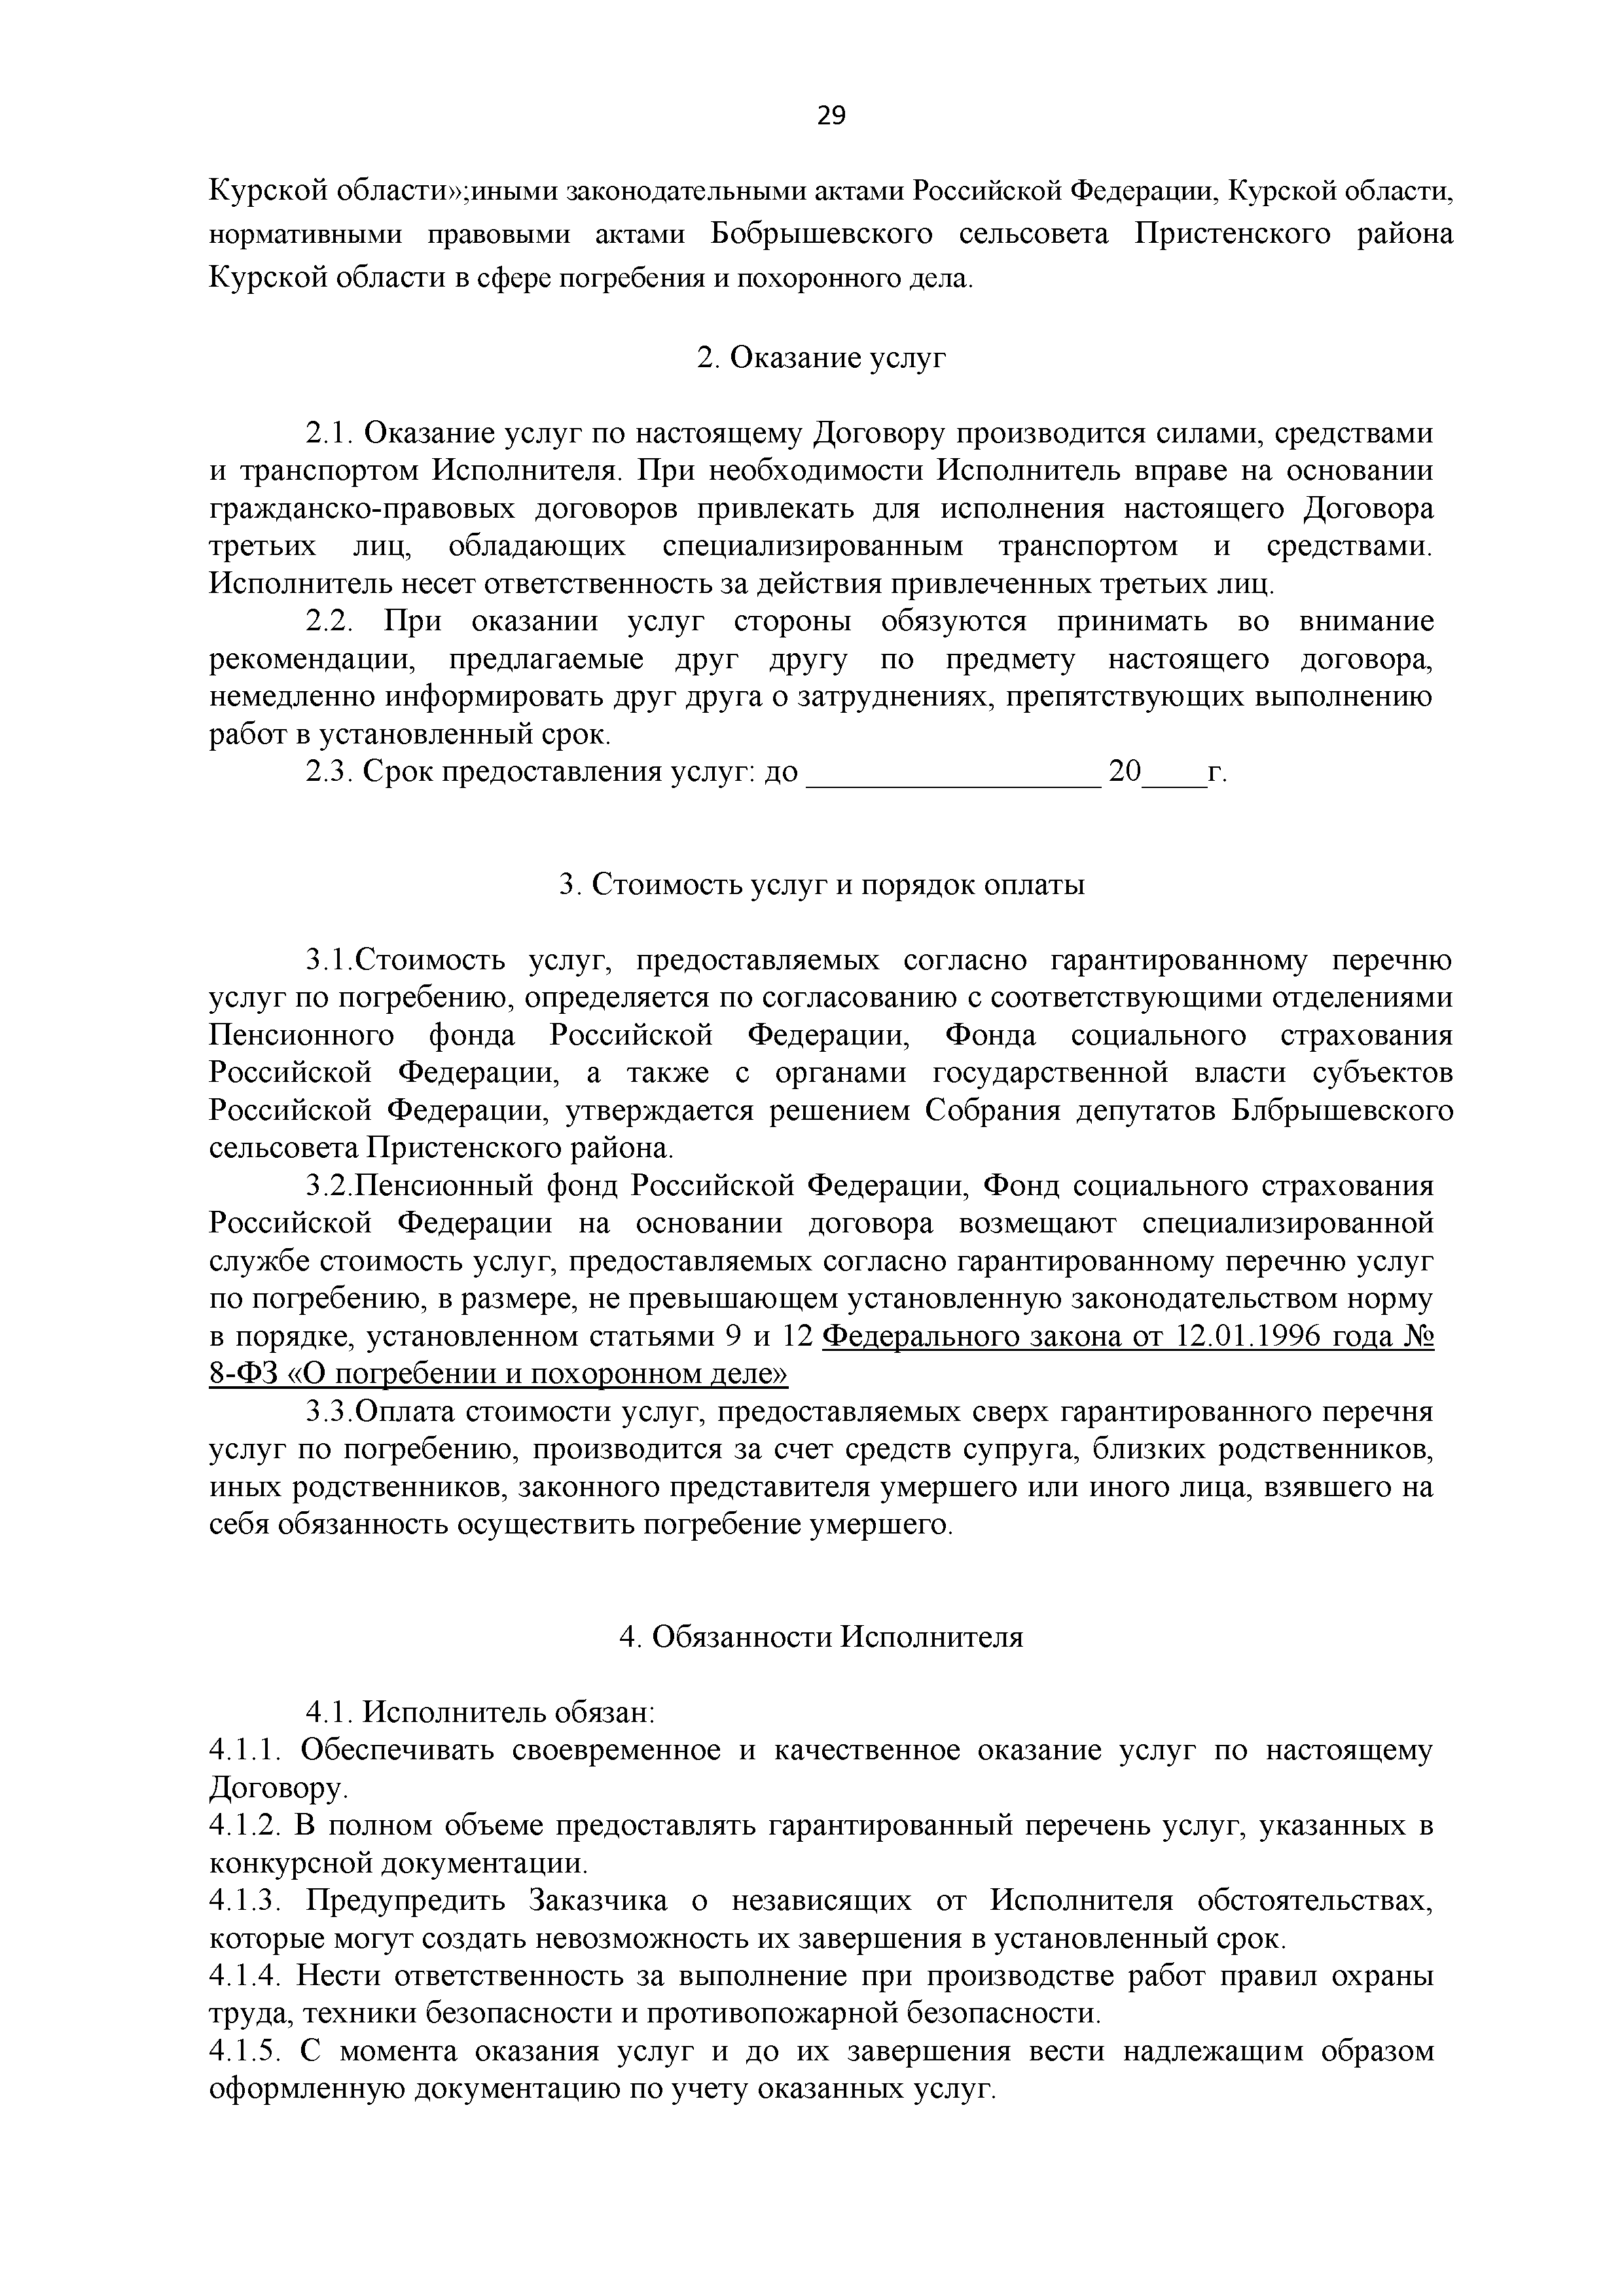 29
Курской области»;иными законодательными актами Российской Федерации, Курской области,
нормативными правовыми актами Бобрышевского сельсовета Пристенского района
Курской области в сфере погребения и похоронного дела.
2. Оказание услуг
2.1. Оказание услуг по настоящему Договору производится силами, средствами
и транспортом Исполнителя. При необходимости Исполнитель вправе на основании
гражданско-правовых договоров привлекать для исполнения настоящего Договора
третьих лиц, обладающих специализированным транспортом и средствами.
Исполнитель несет ответственность за действия привлеченных третьих лиц.
2.2. При оказании услуг стороны обязуются принимать во внимание
рекомендации, предлагаемые друг другу по предмету настоящего договора,
немедленно информировать друг друга о затруднениях, препятствующих выполнению
работ в установленный срок.
2.3. Срок предоставления услуг: до __________________ 20____г.
3. Стоимость услуг и порядок оплаты
3.1.Стоимость услуг, предоставляемых согласно гарантированному перечню
услуг по погребению, определяется по согласованию с соответствующими отделениями
Пенсионного фонда Российской Федерации, Фонда социального страхования
Российской Федерации, а также с органами государственной власти субъектов
Российской Федерации, утверждается решением Собрания депутатов Блбрышевского
сельсовета Пристенского района.
3.2.Пенсионный фонд Российской Федерации, Фонд социального страхования
Российской Федерации на основании договора возмещают специализированной
службе стоимость услуг, предоставляемых согласно гарантированному перечню услуг
по погребению, в размере, не превышающем установленную законодательством норму
в порядке, установленном статьями 9 и 12 Федерального закона от 12.01.1996 года №
8-ФЗ «О погребении и похоронном деле»
3.3.Оплата стоимости услуг, предоставляемых сверх гарантированного перечня
услуг по погребению, производится за счет средств супруга, близких родственников,
иных родственников, законного представителя умершего или иного лица, взявшего на
себя обязанность осуществить погребение умершего.
4. Обязанности Исполнителя
4.1. Исполнитель обязан:
4.1.1. Обеспечивать своевременное и качественное оказание услуг по настоящему
Договору.
4.1.2. В полном объеме предоставлять гарантированный перечень услуг, указанных в
конкурсной документации.
4.1.3. Предупредить Заказчика о независящих от Исполнителя обстоятельствах,
которые могут создать невозможность их завершения в установленный срок.
4.1.4. Нести ответственность за выполнение при производстве работ правил охраны
труда, техники безопасности и противопожарной безопасности.
4.1.5. С момента оказания услуг и до их завершения вести надлежащим образом
оформленную документацию по учету оказанных услуг.